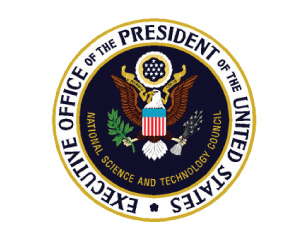 EXECUTIVE OFFICE OF THE PRESIDENT OF THE UNITED STATES
NATIONAL SCIENCE AND TECHNOLOGY COUNCIL